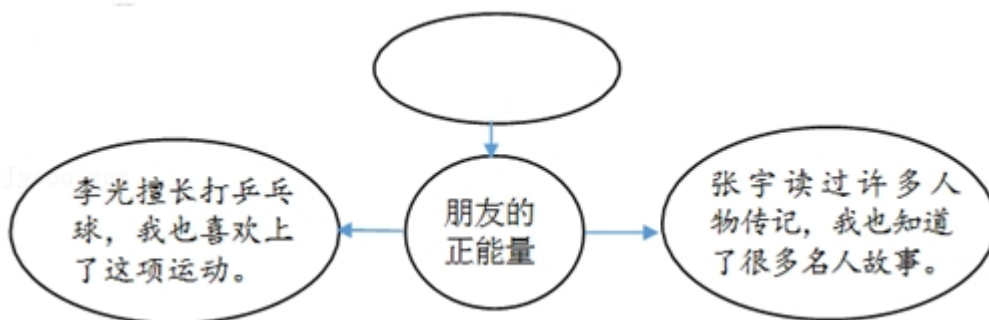 李光擅长打乒乓
球，我也喜欢上
了这项运动。
朋友的
正能量
张宇读过许多人
物传记，我也知道
了很多名人故事。